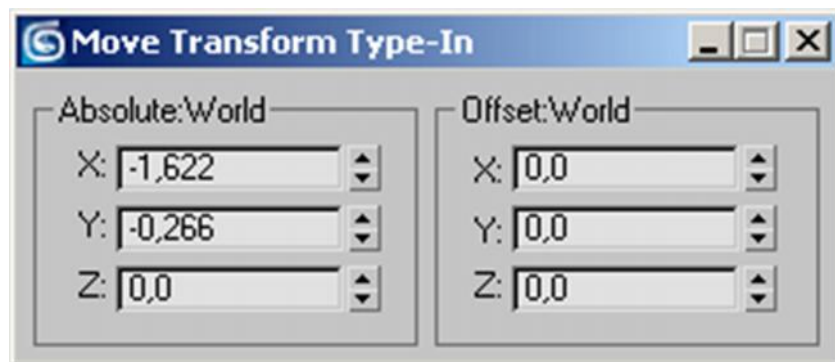 Move Transform Type-In
Absolute:World
X: -1,622
Y: -0,266
Z: 0,0
Offset:World
X: 0,0
Y: 0,0
Z: 0,0